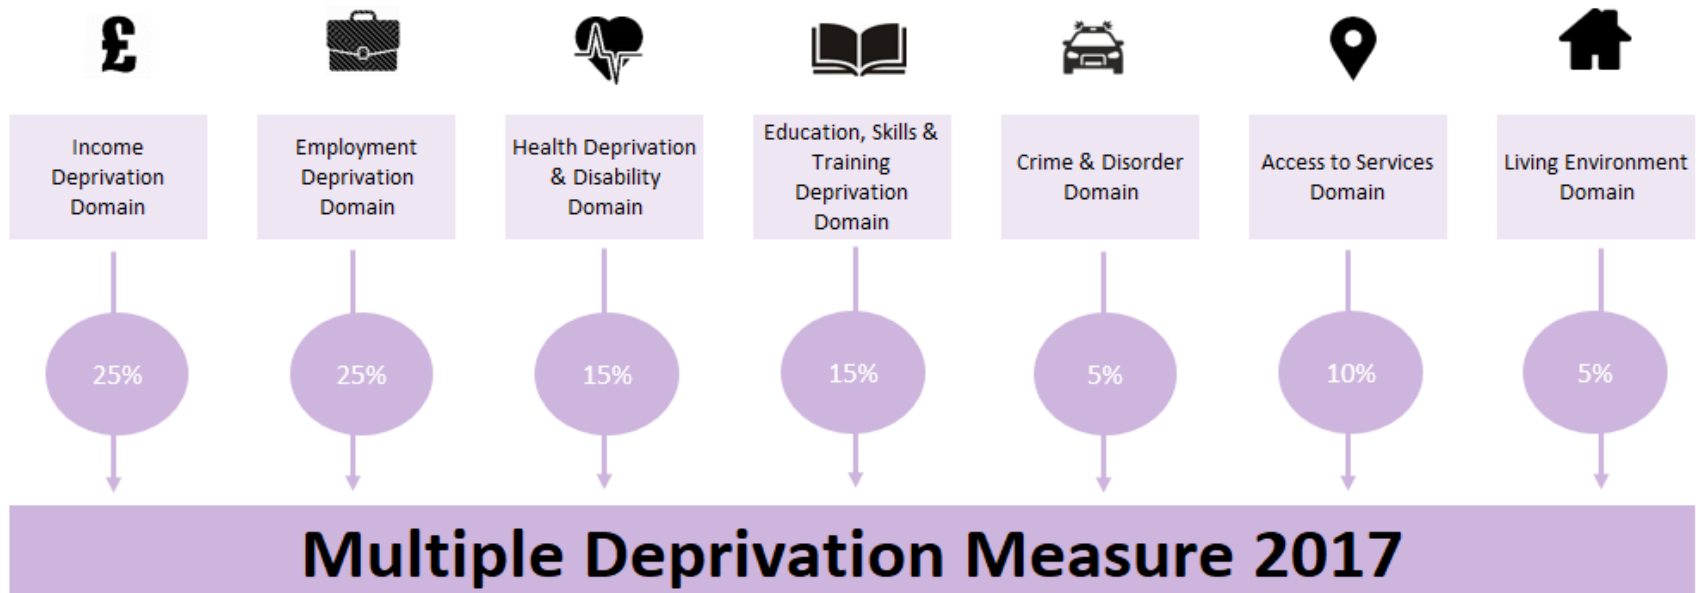 £
Income
Deprivation
Domain
Employment
Deprivation
Domain
Health Deprivation
& Disability
Domain
Education, Skills &
Training
Deprivation
Domain
Crime & Disorder
Domain
Access to Services
Domain
Living Environment
Domain
25%
25%
15%
15%
5%
10%
5%
Multiple Deprivation Measure 2017